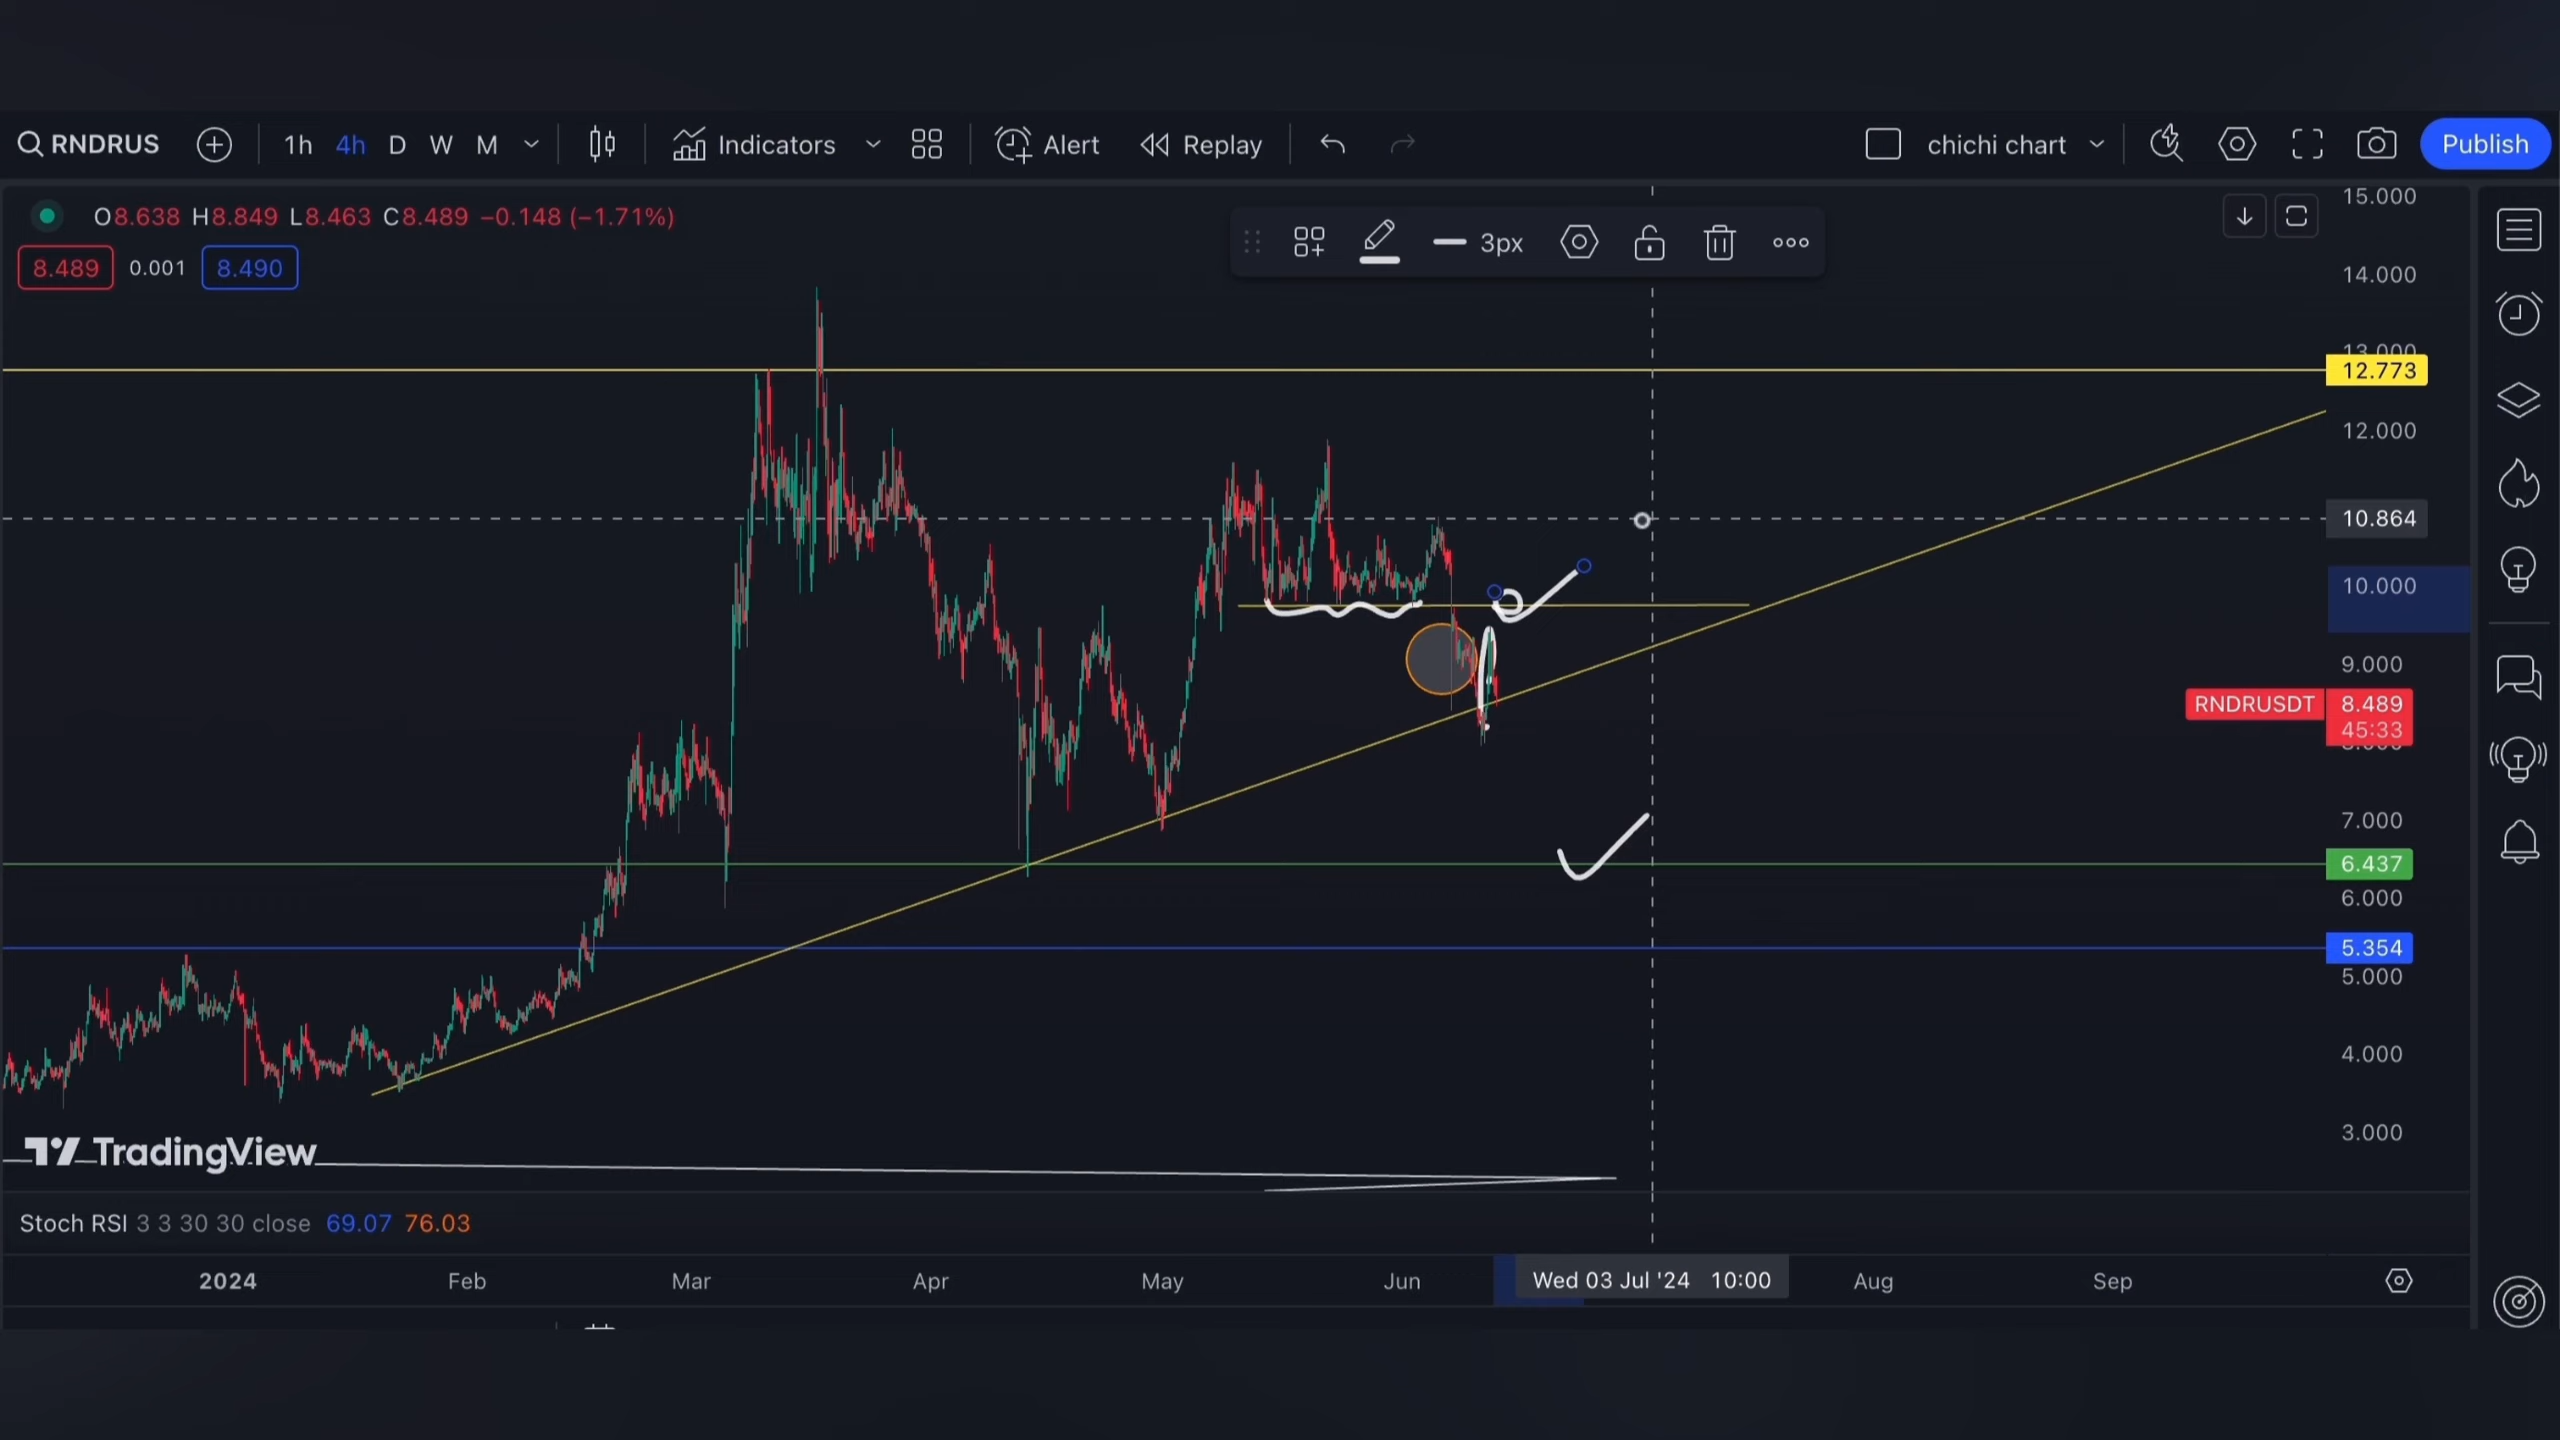 RNDRUS 1h 4h D W M Indicators Alert Replay chichi chart Publish
O8.638 H8.849 L8.463 C8.489 −0.148 (−1.71%)
8.489 0.001 8.490
3px
15.000
14.000
13.000
12.773
12.000
10.864
10.000
9.000
RNDRUSDT 8.489
45:33
8.000
7.000
6.437
6.000
5.354
5.000
4.000
3.000
TradingView
Stoch RSI 3 3 30 30 close 69.07 76.03
2024 Feb Mar Apr May Jun Wed 03 Jul '24 10:00 Aug Sep